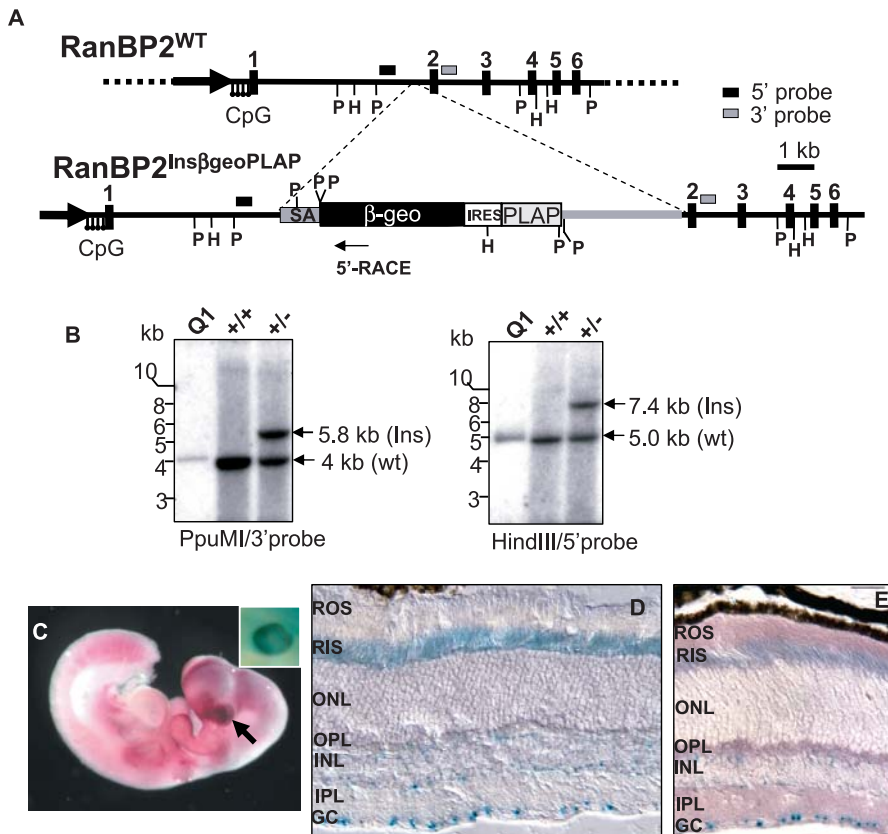 A
RanBP2WT
1 2 3 4 5 6
CpG
P H P P H H P
5' probe
3' probe
1 kb
RanBP2InsβgeoPLAP
1 P P P 2 3 4 5 6
SA β-geo IRES PLAP
CpG
P H P H P P P H H P
5'-RACE
B
kb Q1 +/+ +/-
10
8
6
5
4
3
5.8 kb (Ins)
4 kb (wt)
PpuMI/3'probe
kb Q1 +/+ +/-
10
8
6
5
4
3
7.4 kb (Ins)
5.0 kb (wt)
HindIII/5'probe
C
D
ROS
RIS
ONL
OPL
INL
IPL
GC
E
ROS
RIS
ONL
OPL
INL
IPL
GC